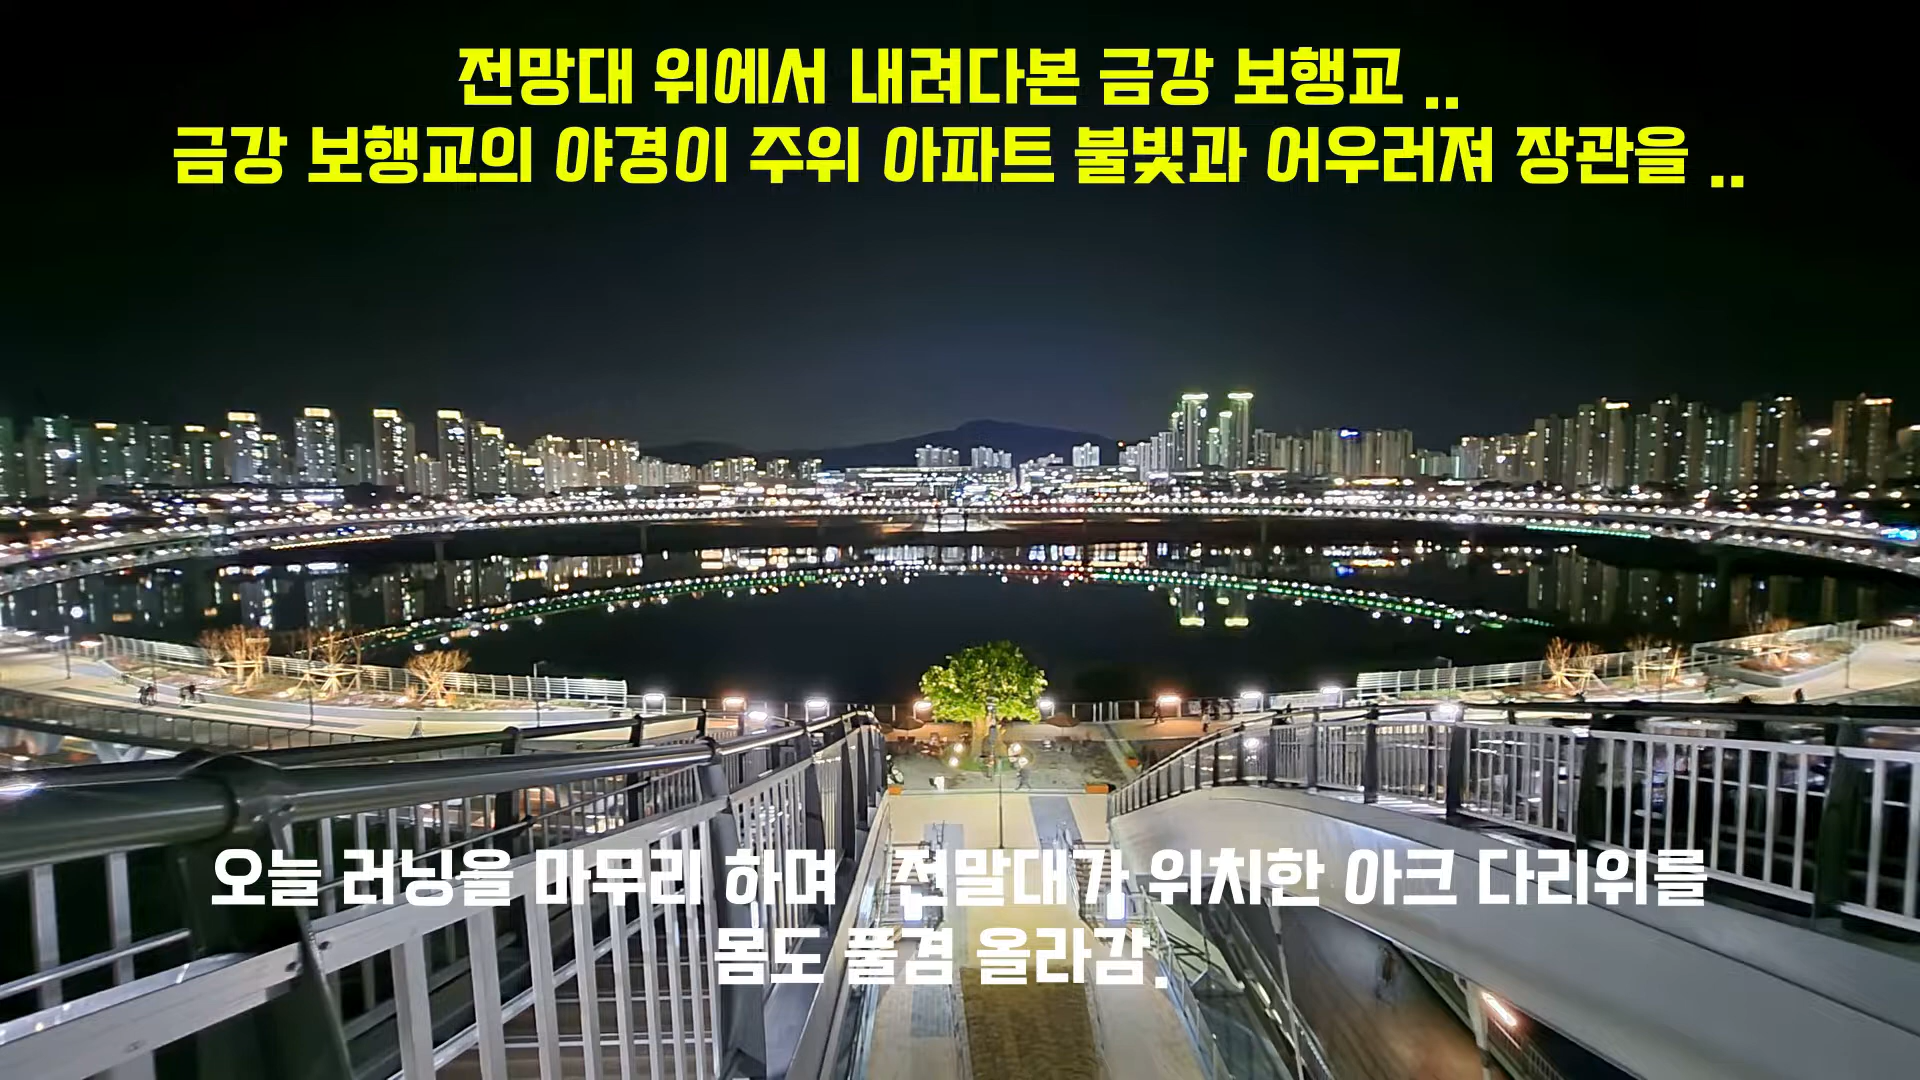 전망대 위에서 내려다본 금강 보행교 ..
금강 보행교의 야경이 주위 아파트 불빛과 어우러져 장관을 ..
오늘 러닝을 마무리 하며 전말대가 위치한 아크 다리위를
몸도 풀겸 올라감.